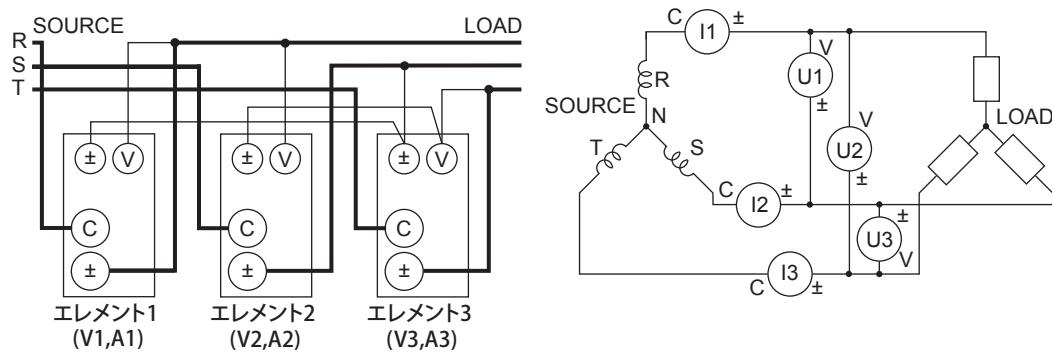 SOURCE LOAD
R
S
T
± V ± V ± V
C C C
± ± ±
エレメント1 エレメント2 エレメント3
(V1,A1) (V2,A2) (V3,A3)
C I1 ±
R
V
U1
±
V
U2
±
SOURCE N
T S
LOAD
C I2 ±
±
U3
V
C I3 ±